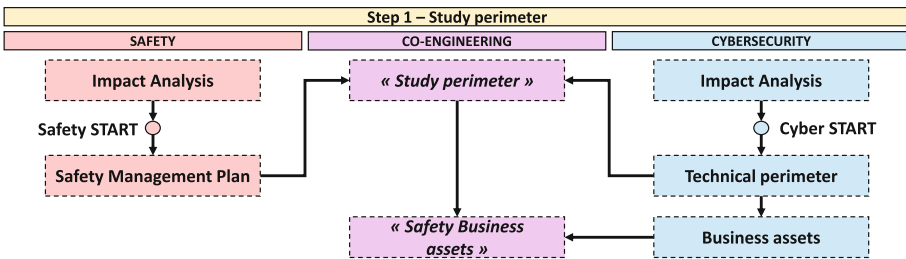 Step 1 – Study perimeter
SAFETY
CO-ENGINEERING
CYBERSECURITY
Impact Analysis
« Study perimeter »
Impact Analysis
Safety START
Cyber START
Safety Management Plan
Technical perimeter
« Safety Business
assets »
Business assets